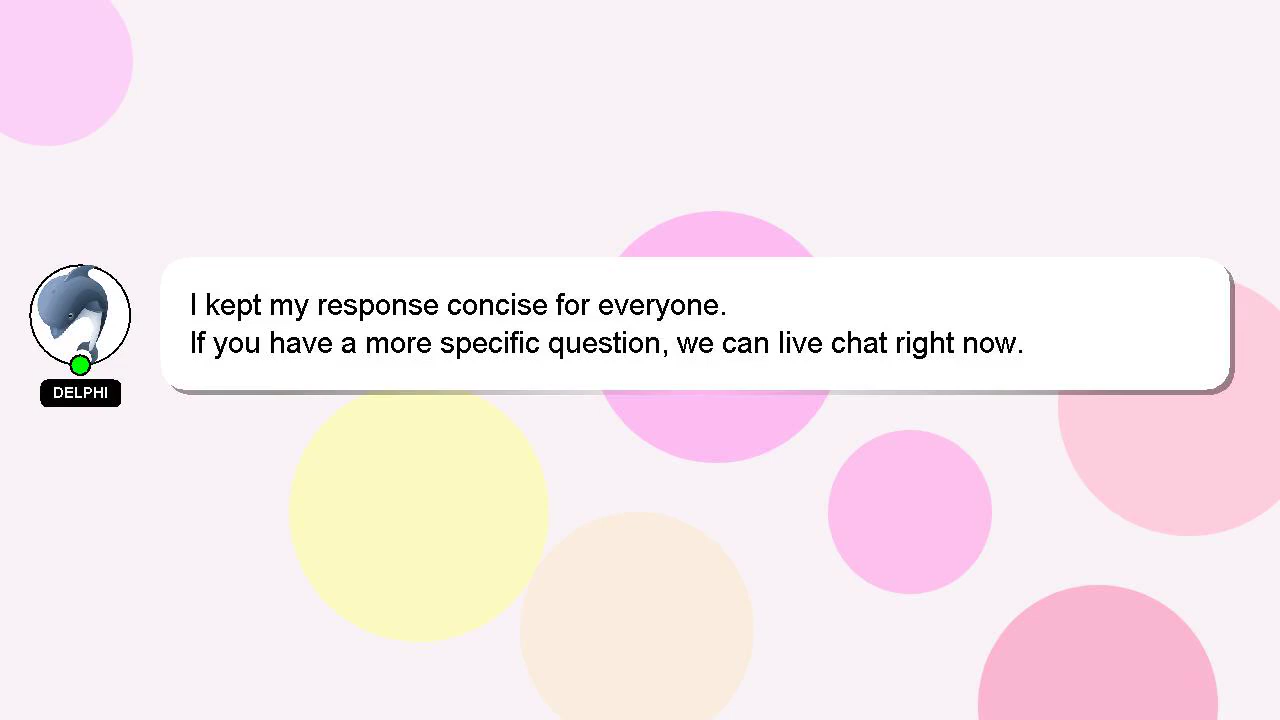 I kept my response concise for everyone.
If you have a more specific question, we can live chat right now.
DELPHI